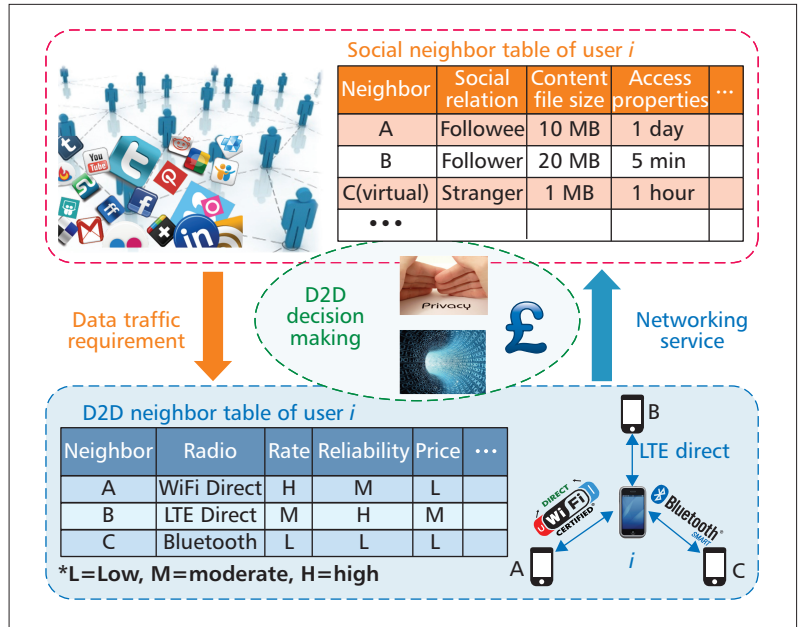 Social neighbor table of user i
Neighbor Social relation Content file size Access properties ...
A Followee 10 MB 1 day
B Follower 20 MB 5 min
C(virtual) Stranger 1 MB 1 hour
•••
You Tube
in
D2D decision making
Privacy
£
Data traffic requirement
Networking service
D2D neighbor table of user i
Neighbor Radio Rate Reliability Price •••
A WiFi Direct H M L
B LTE Direct M H M
C Bluetooth L L L
*L=Low, M=moderate, H=high
B
LTE direct
DIRECT
Wi Fi
CERTIFIED
Bluetooth
SMART
A
i
C